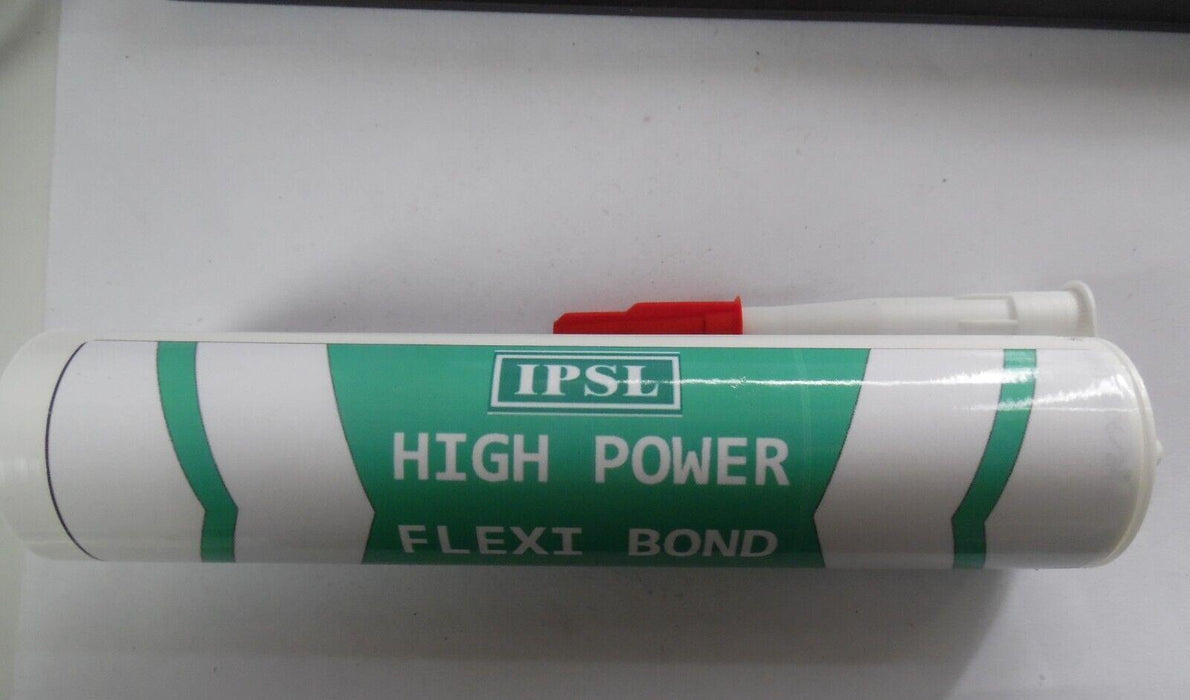 IPSL
HIGH POWER
FLEXI BOND